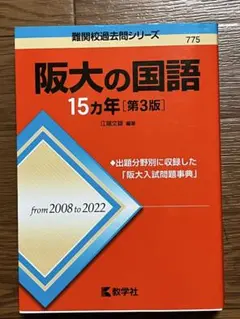 難関校過去問シリーズ
775
阪大の国語
15カ年[第3版]
江端文雄 編著
◆出題分野別に収録した
「阪大入試問題事典」
from 2008 to 2022
教学社